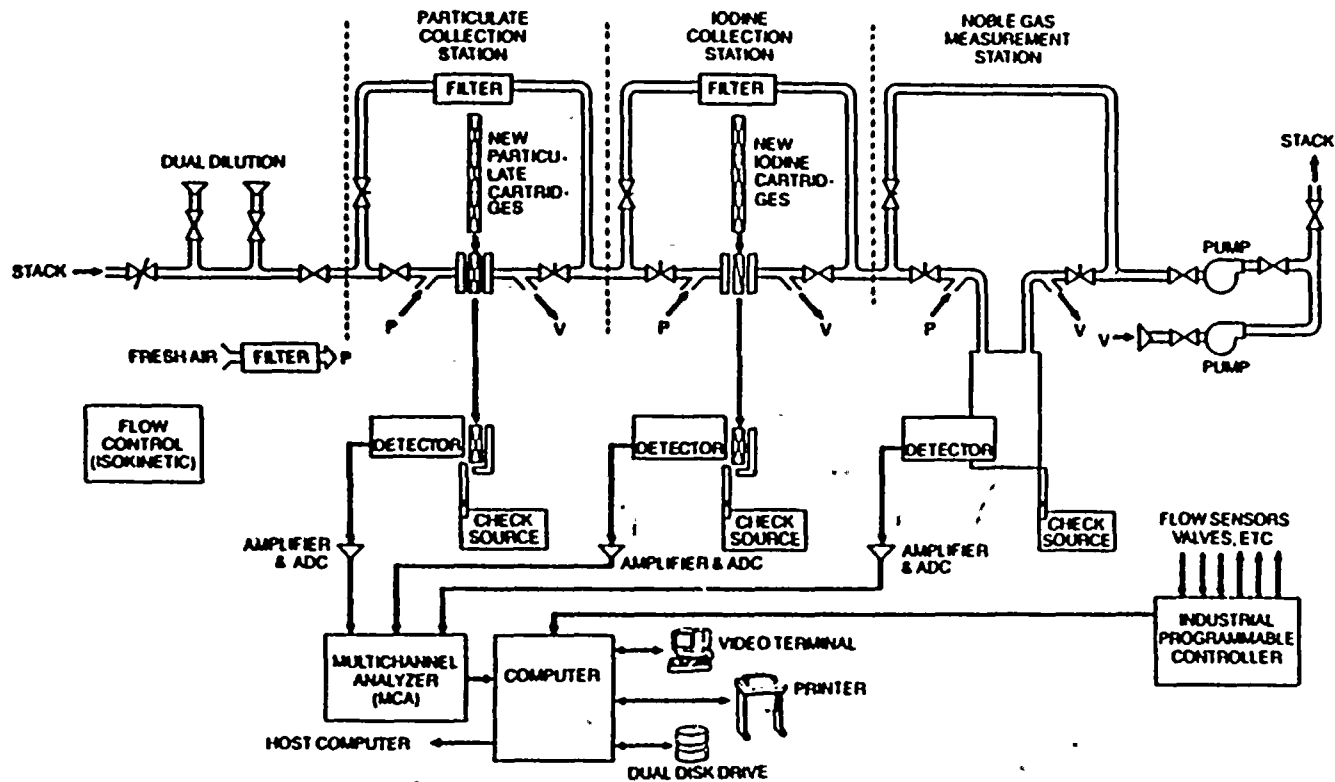 PARTICULATE
COLLECTION
STATION
IODINE
COLLECTION
STATION
NOBLE GAS
MEASUREMENT
STATION
FILTER
FILTER
NEW
PARTICU-
LATE
CARTRID-
GES
NEW
IODINE
CARTRID-
GES
DUAL DILUTION
STACK
STACK
PUMP
P
V
P
V
P
V
V
PUMP
FRESH AIR
FILTER
P
FLOW
CONTROL
(ISOKINETIC)
DETECTOR
DETECTOR
DETECTOR
CHECK
SOURCE
CHECK
SOURCE
CHECK
SOURCE
FLOW SENSORS
VALVES, ETC
AMPLIFIER
& ADC
AMPLIFIER & ADC
AMPLIFIER
& ADC
INDUSTRIAL
PROGRAMMABLE
CONTROLLER
MULTICHANNEL
ANALYZER
(MCA)
COMPUTER
VIDEO TERMINAL
PRINTER
HOST COMPUTER
DUAL DISK DRIVE